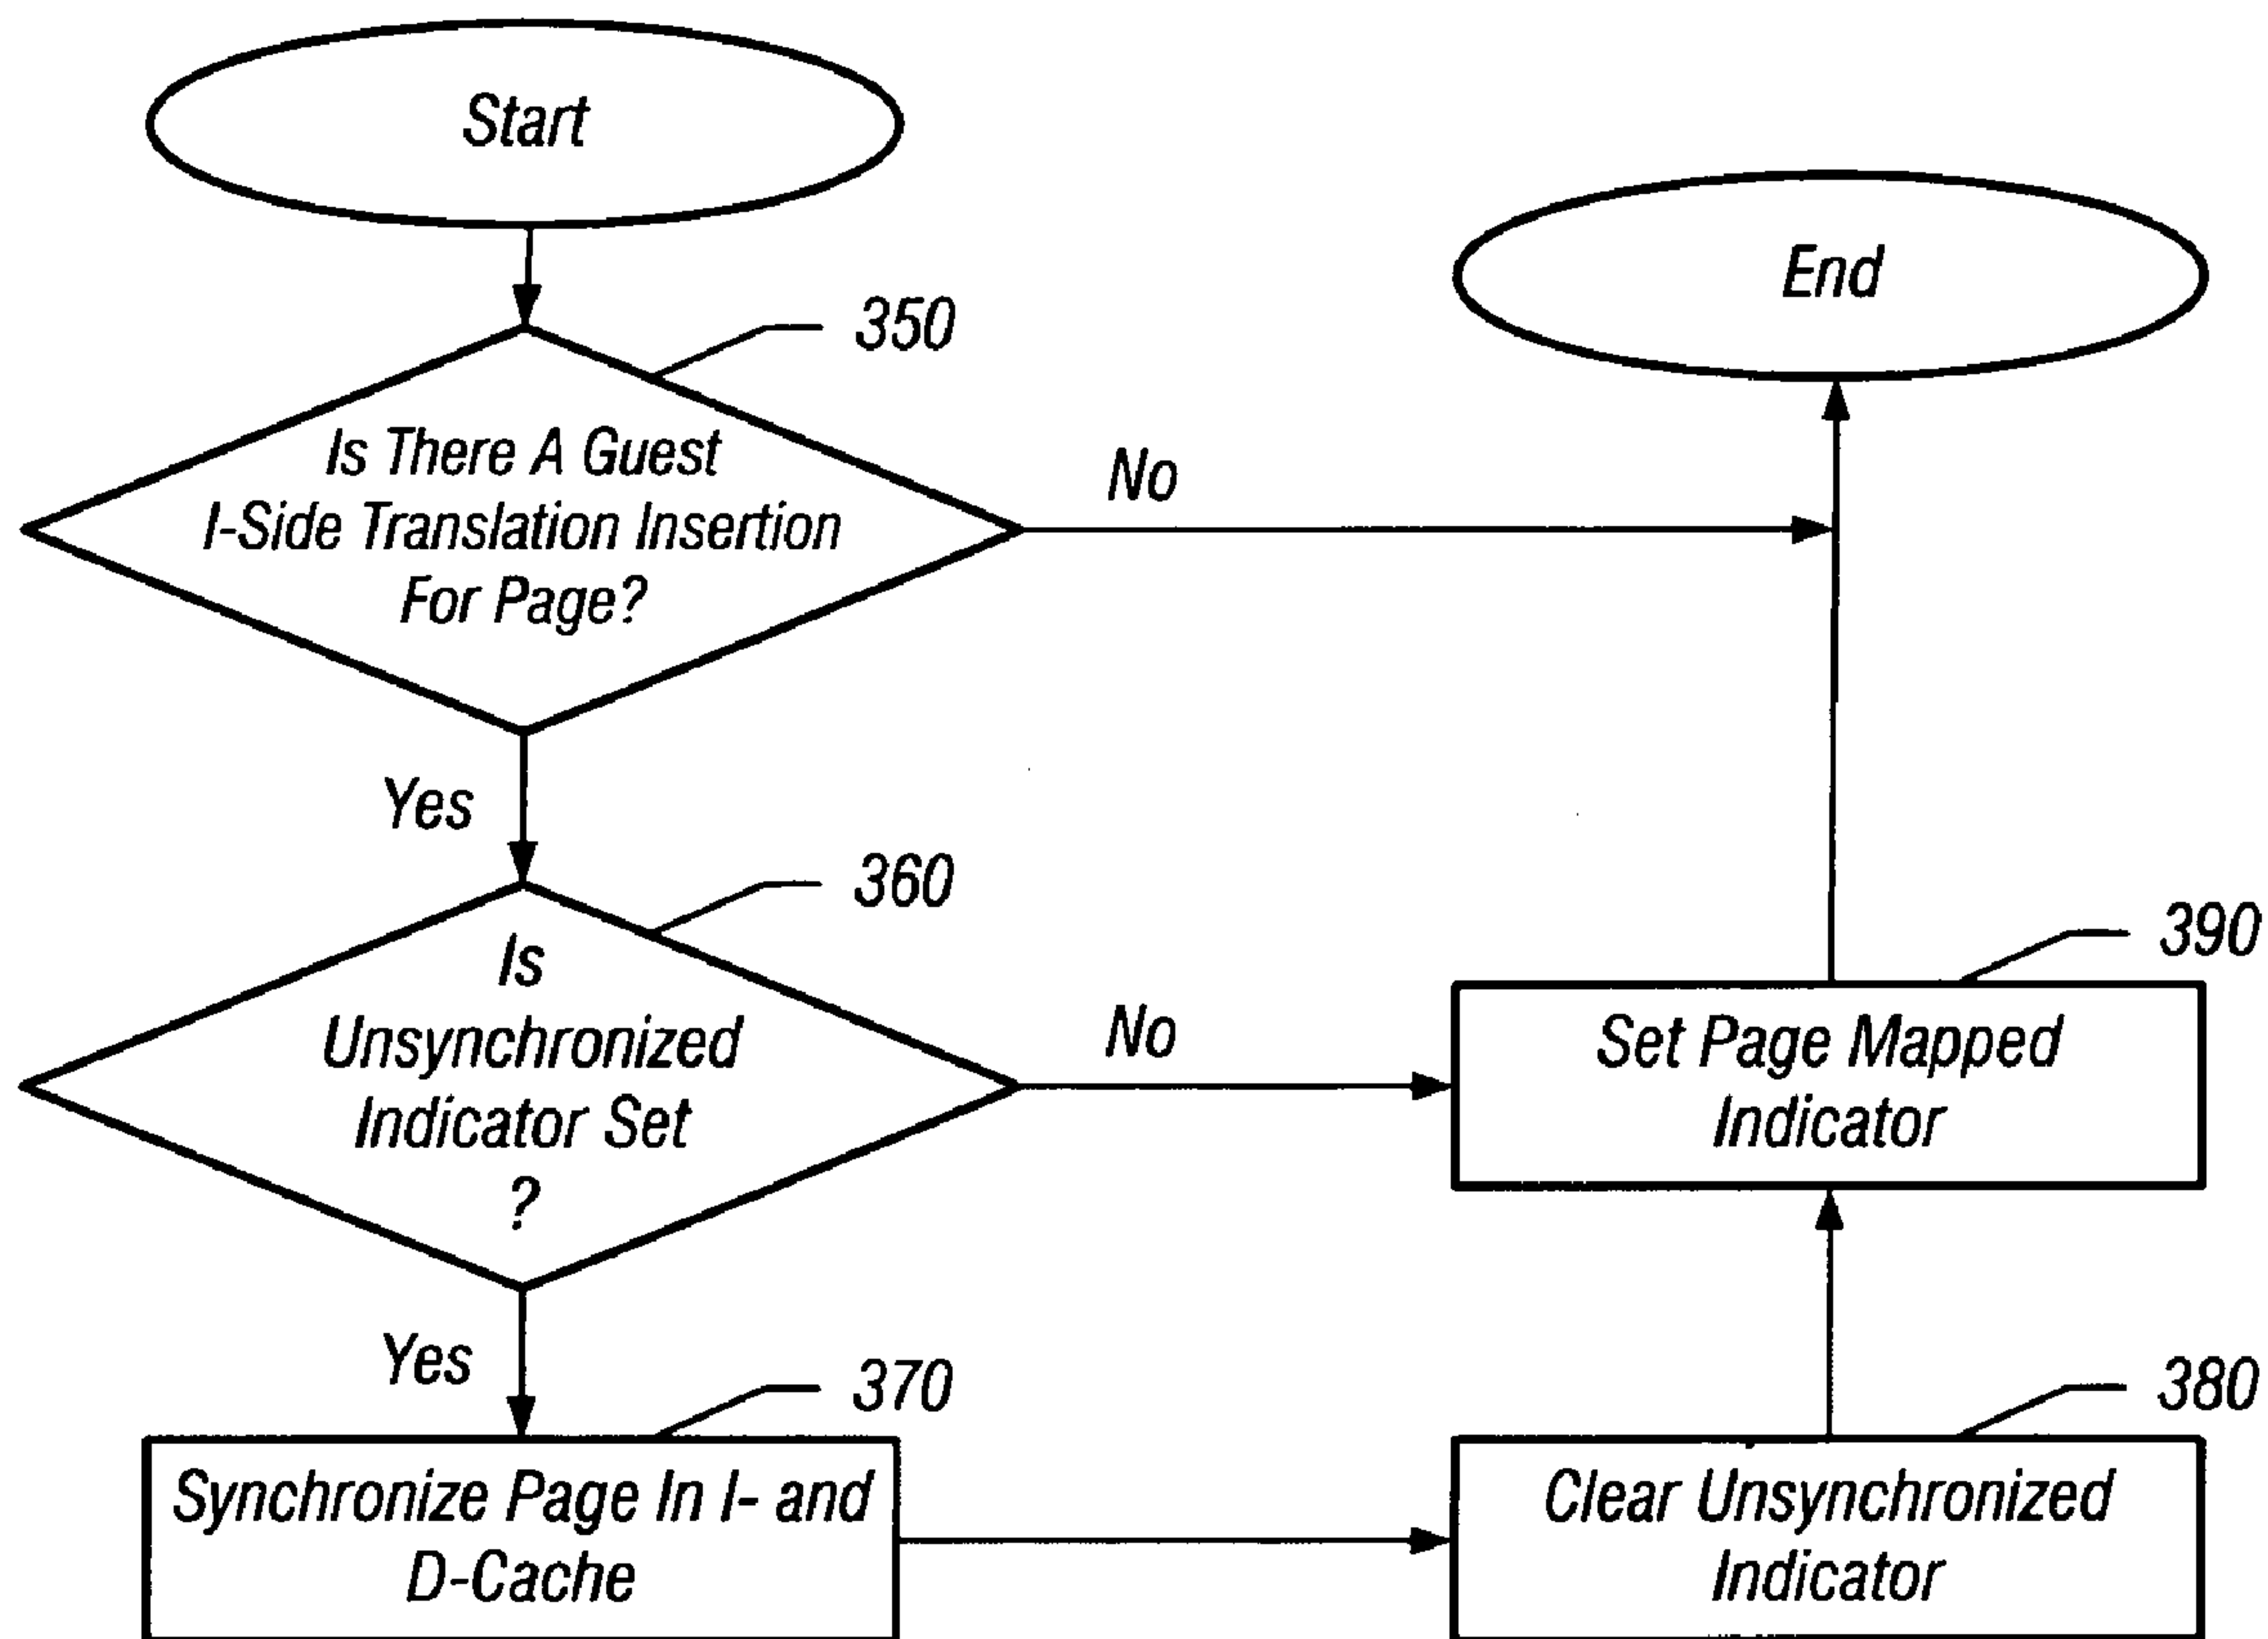 Start
End
350
Is There A Guest
I-Side Translation Insertion
For Page?
No
Yes
360
Is
Unsynchronized
Indicator Set
?
No
390
Set Page Mapped
Indicator
Yes
370
Synchronize Page In I- and
D-Cache
380
Clear Unsynchronized
Indicator